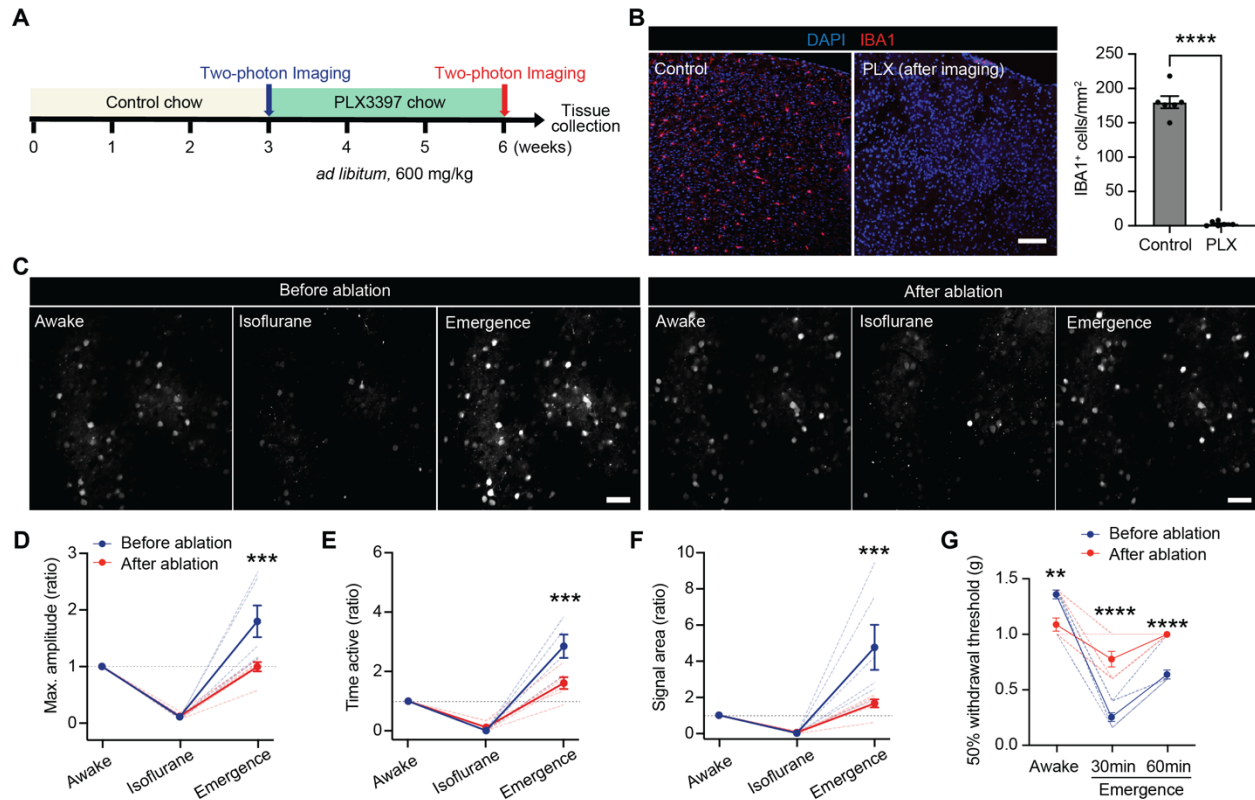 A
Two-photon Imaging
Two-photon Imaging
Control chow
PLX3397 chow
Tissue
collection
0 1 2 3 4 5 6 (weeks)
ad libitum, 600 mg/kg
B
DAPI IBA1
Control
PLX (after imaging)
****
IBA1+ cells/mm²
250
200
150
100
50
0
Control PLX
C
Before ablation
Awake
Isoflurane
Emergence
After ablation
Awake
Isoflurane
Emergence
D
Before ablation
After ablation
***
Max. amplitude (ratio)
3
2
1
0
Awake
Isoflurane
Emergence
E
***
Time active (ratio)
6
4
2
0
Awake
Isoflurane
Emergence
F
***
Signal area (ratio)
10
8
6
4
2
0
Awake
Isoflurane
Emergence
G
Before ablation
After ablation
** **** ****
50% withdrawal threshold (g)
1.5
1.0
0.5
0.0
Awake 30min 60min
Emergence